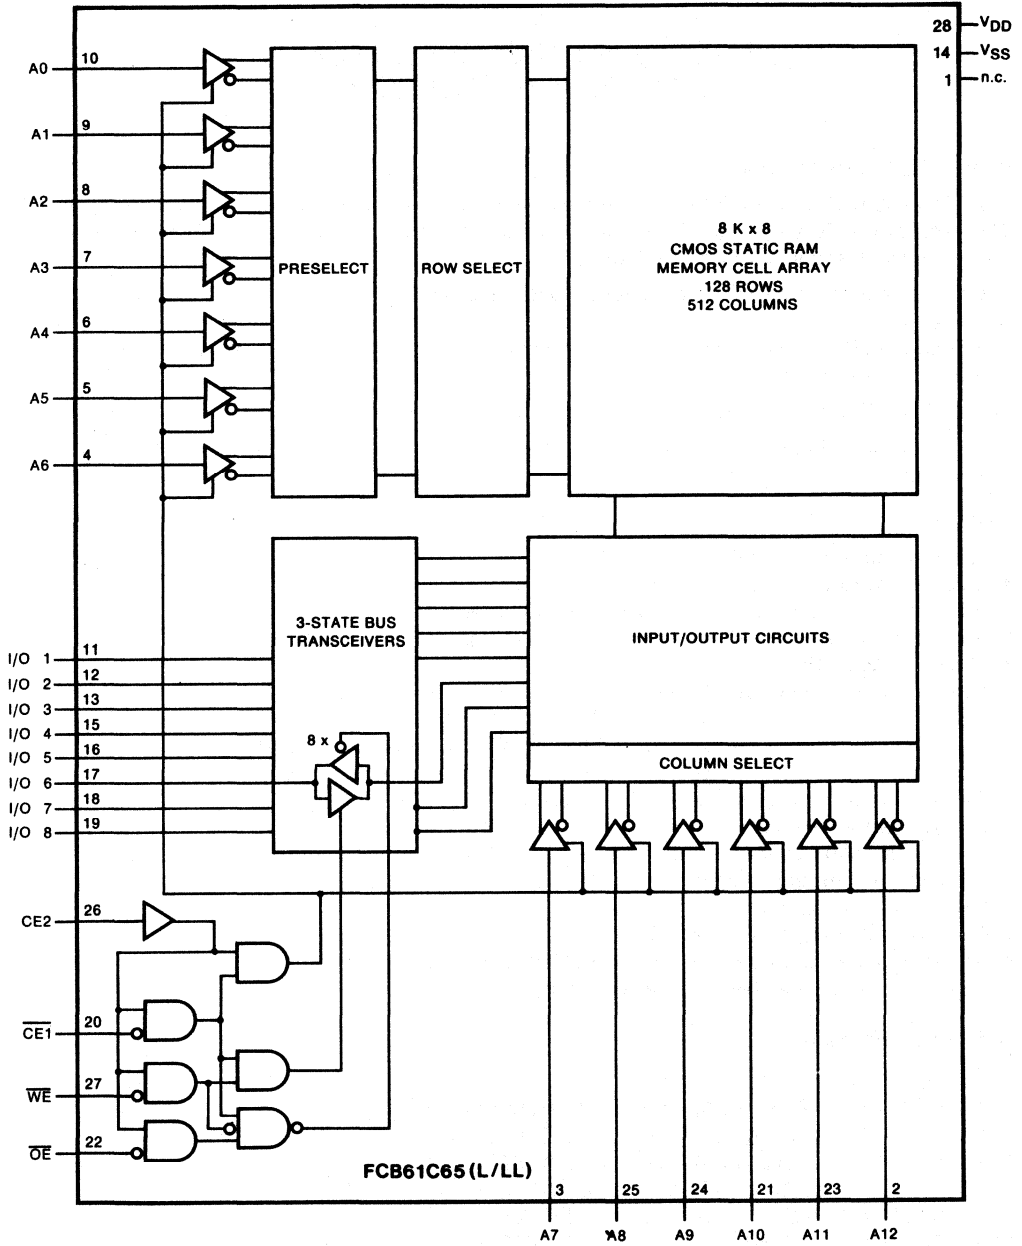 28 VDD
14 VSS
1 n.c.
A0 10
A1 9
A2 8
A3 7
A4 6
A5 5
A6 4
PRESELECT
ROW SELECT
8 K x 8
CMOS STATIC RAM
MEMORY CELL ARRAY
128 ROWS
512 COLUMNS
3-STATE BUS
TRANSCEIVERS
8 x
INPUT/OUTPUT CIRCUITS
COLUMN SELECT
I/O 1 11
I/O 2 12
I/O 3 13
I/O 4 15
I/O 5 16
I/O 6 17
I/O 7 18
I/O 8 19
CE2 26
C̅E̅1̅ 20
W̅E̅ 27
O̅E̅ 22
FCB61C65 (L/LL)
3 25 24 21 23 2
A7 A8 A9 A10 A11 A12